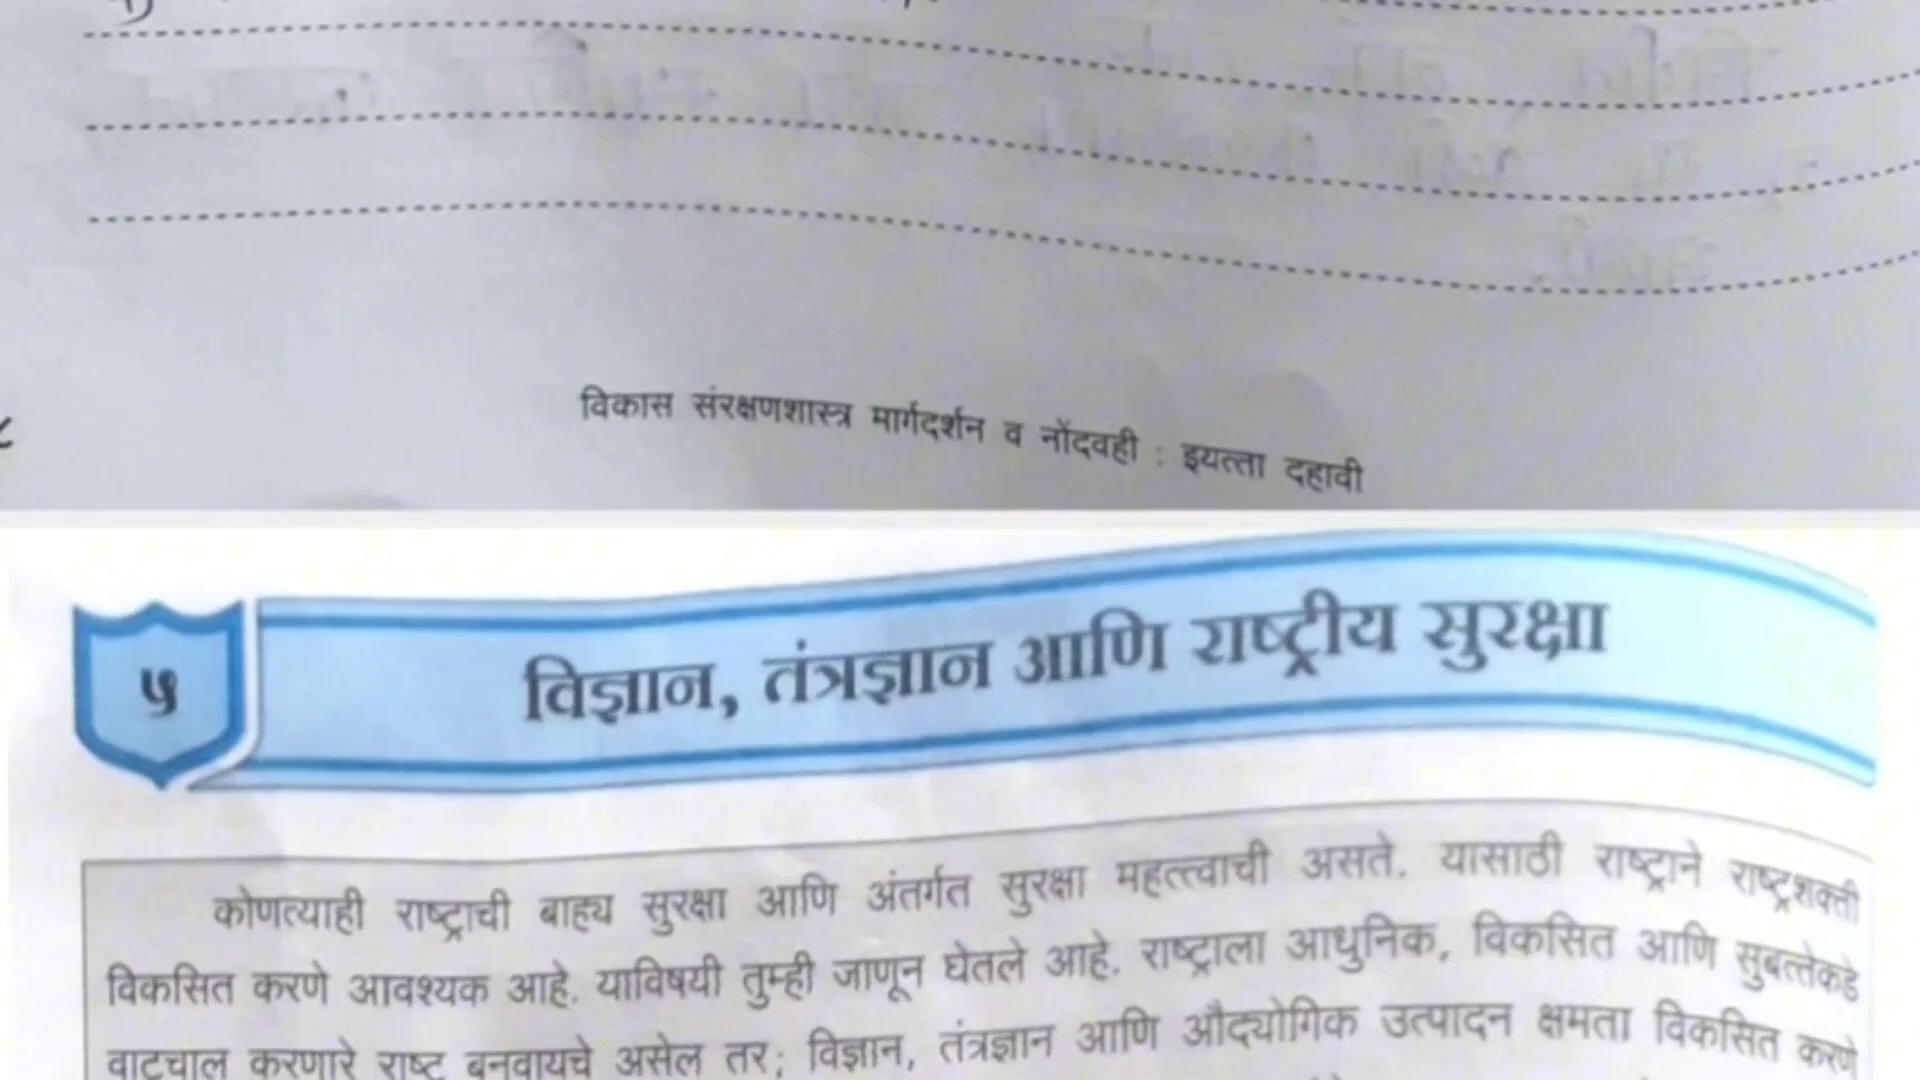 विकास संरक्षणशास्त्र मार्गदर्शन व नोंदवही : इयत्ता दहावी
५
विज्ञान, तंत्रज्ञान आणि राष्ट्रीय सुरक्षा
कोणत्याही राष्ट्राची बाह्य सुरक्षा आणि अंतर्गत सुरक्षा महत्त्वाची असते. यासाठी राष्ट्राने राष्ट्रशक्ती
विकसित करणे आवश्यक आहे. याविषयी तुम्ही जाणून घेतले आहे. राष्ट्राला आधुनिक, विकसित आणि सुबत्तेकडे
वाटचाल करणारे राष्ट्र बनवायचे असेल तर; विज्ञान, तंत्रज्ञान आणि औद्योगिक उत्पादन क्षमता विकसित करणे